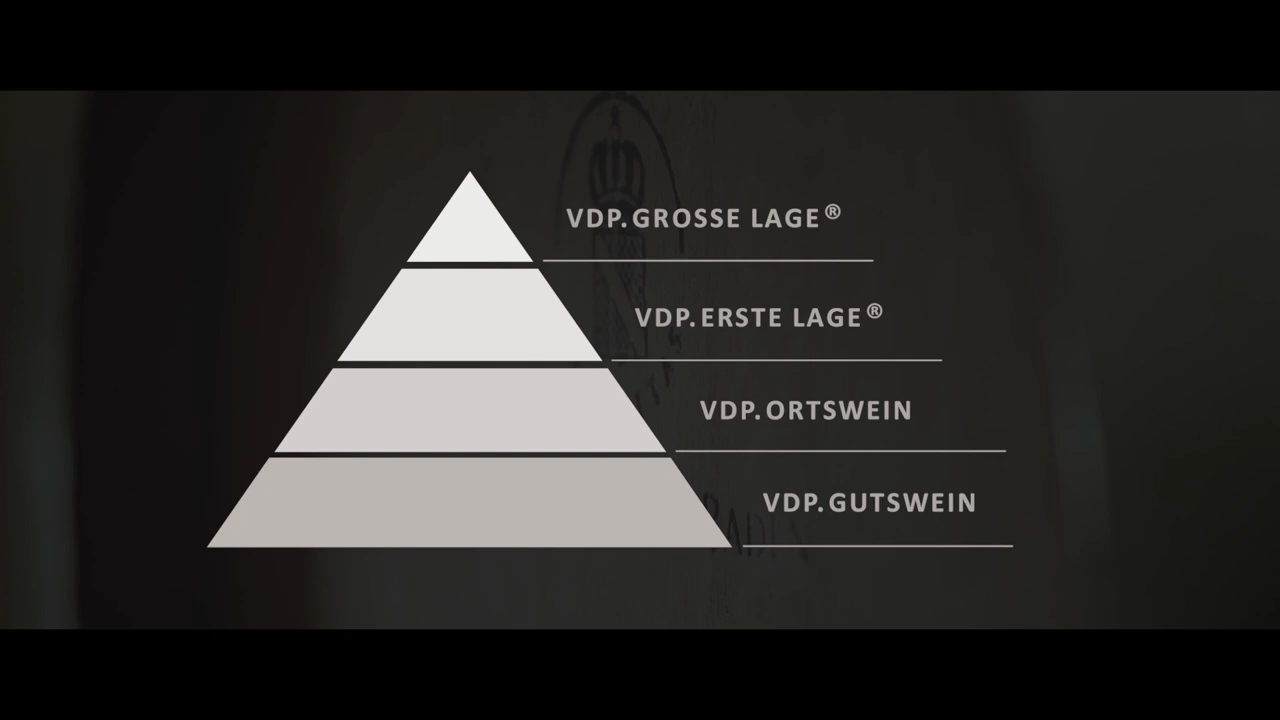 VDP.GROSSE LAGE®
VDP.ERSTE LAGE®
VDP.ORTSWEIN
VDP.GUTSWEIN